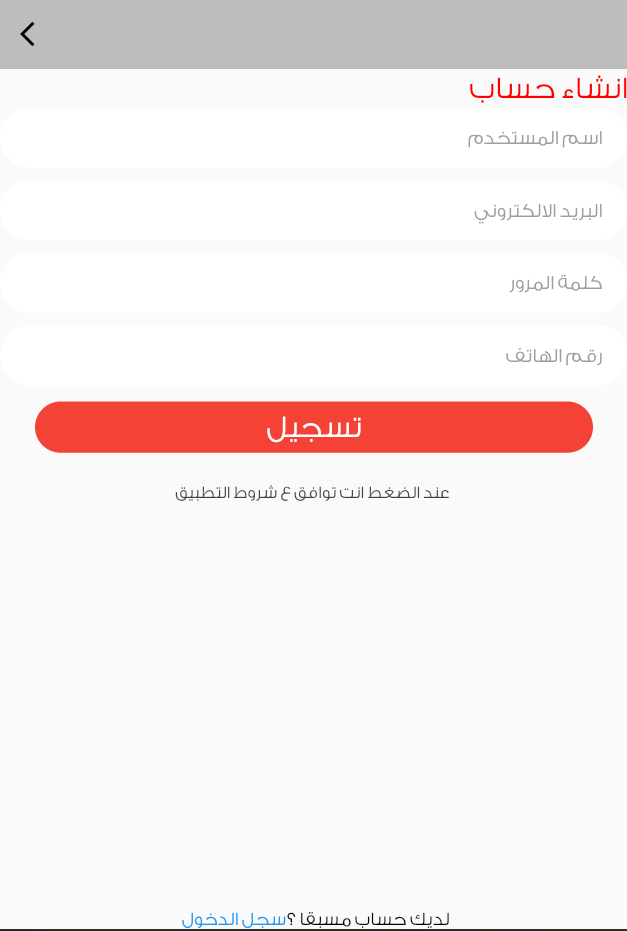 انشاء حساب
اسم المستخدم
البريد الالكتروني
كلمة المرور
رقم الهاتف
تسجيل
عند الضغط انت توافق ع شروط التطبيق
لديك حساب مسبقا ؟سجل الدخول